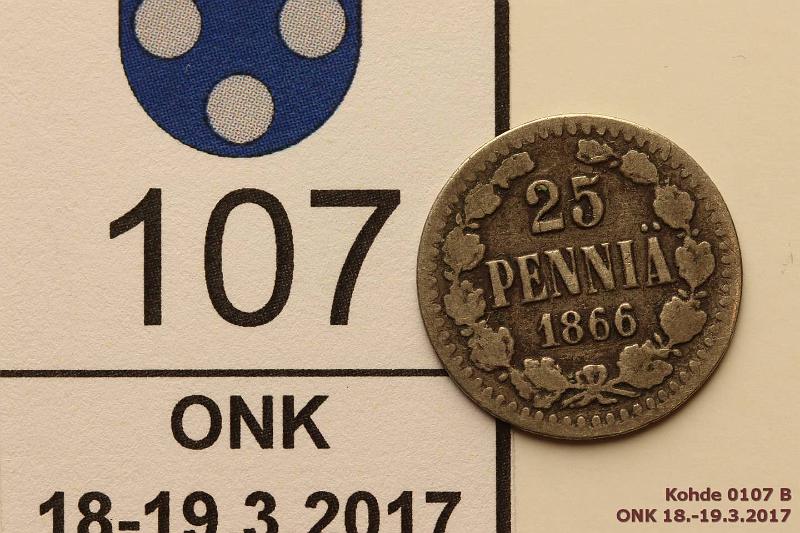 107
ONK
18-19.3.2017
25
PENNIÄ
1866
Kohde 0107 B
ONK 18.-19.3.2017